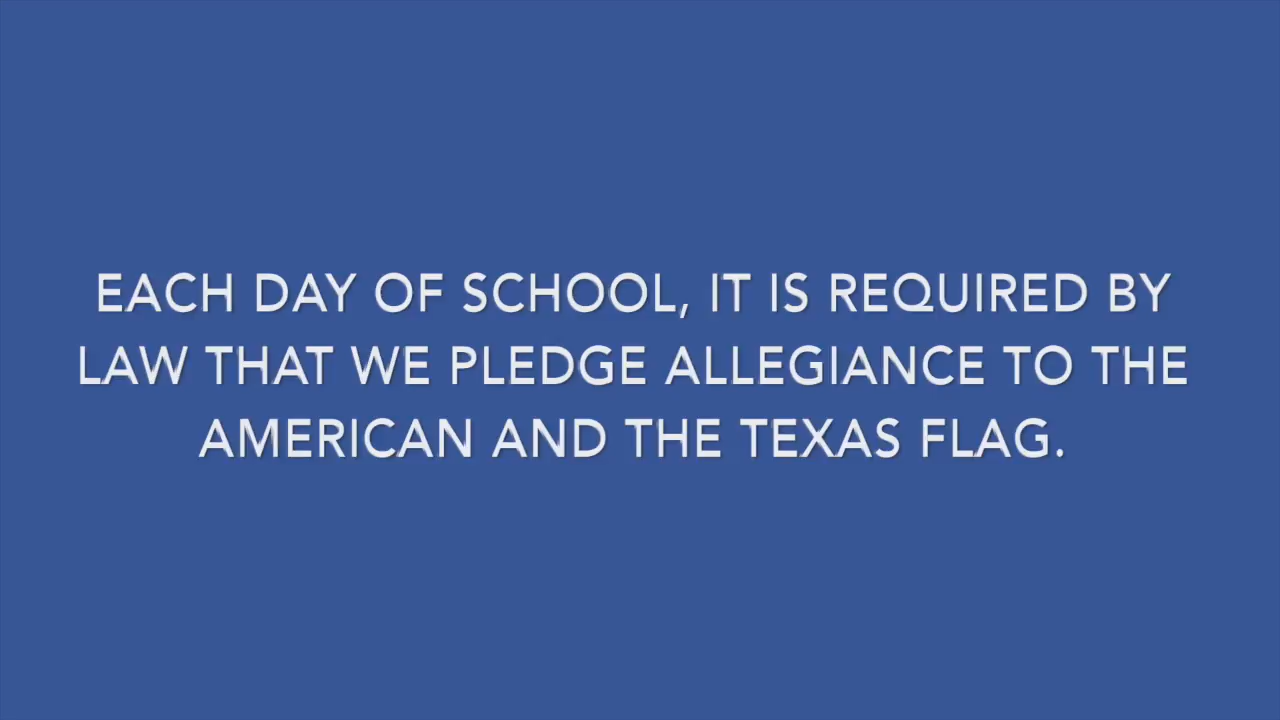 EACH DAY OF SCHOOL, IT IS REQUIRED BY
LAW THAT WE PLEDGE ALLEGIANCE TO THE
AMERICAN AND THE TEXAS FLAG.